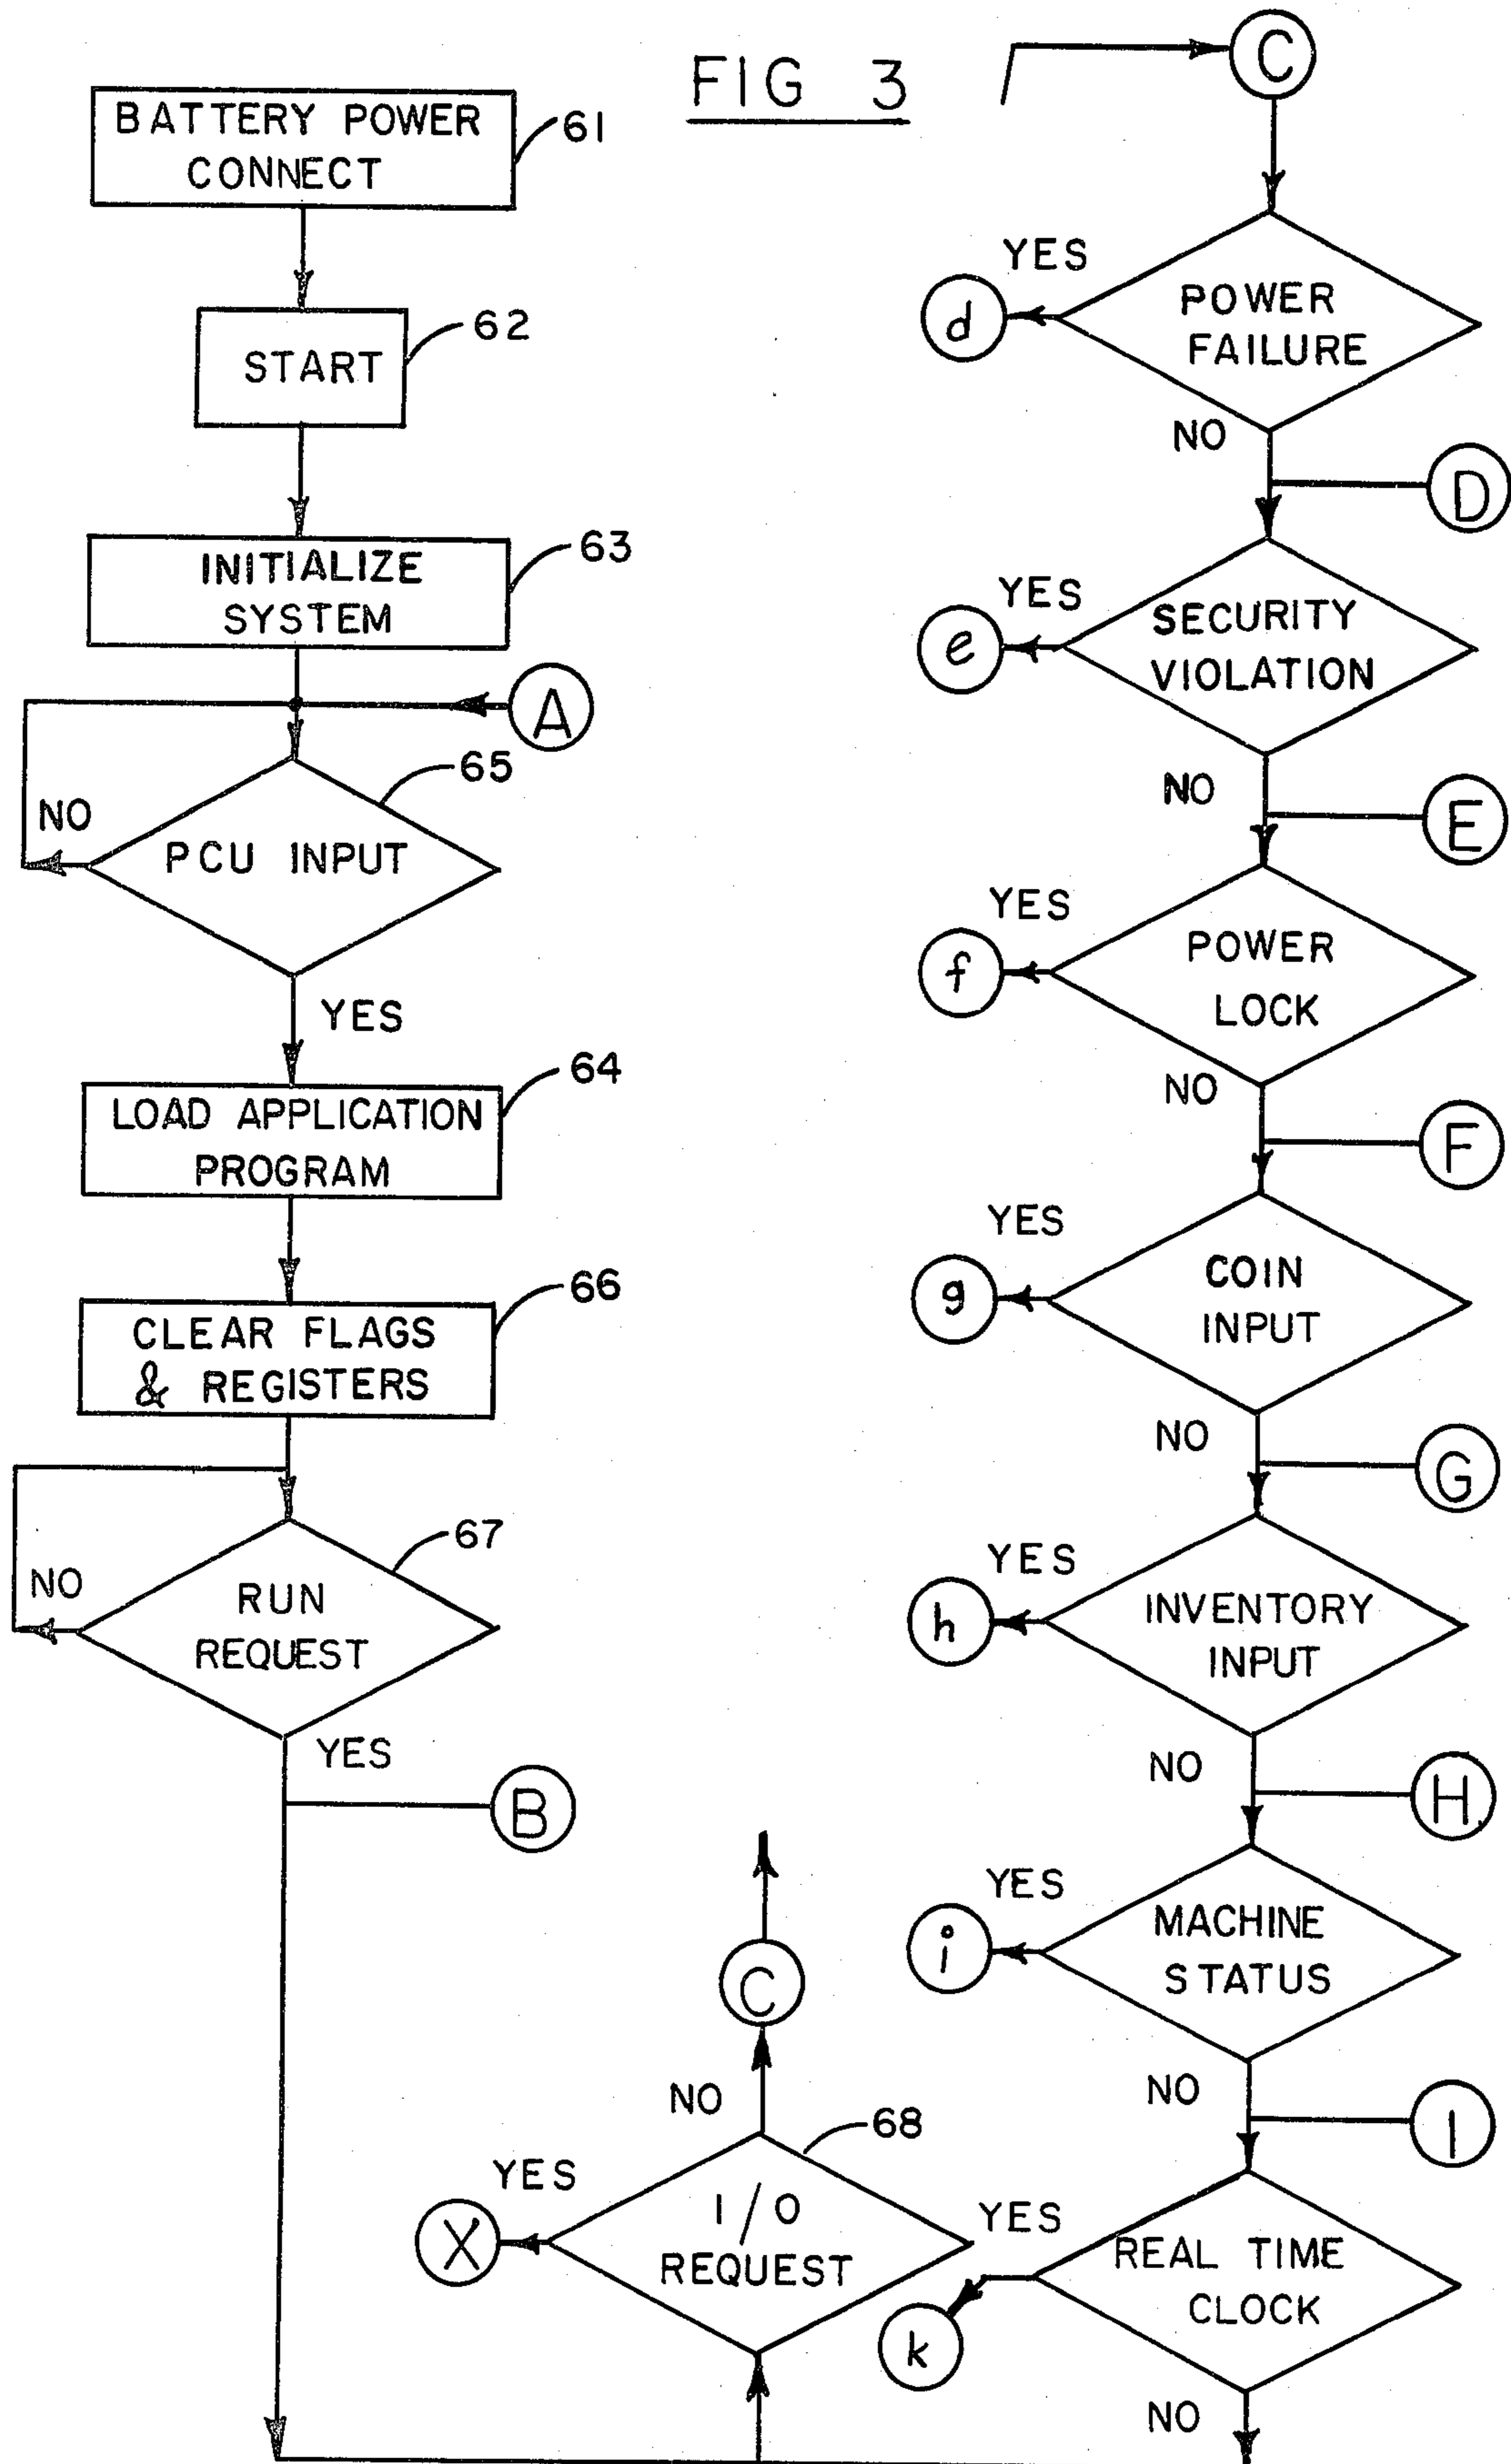 FIG 3
BATTERY POWER
CONNECT
61
START
62
INITIALIZE
SYSTEM
63
A
65
NO
PCU INPUT
YES
64
LOAD APPLICATION
PROGRAM
66
CLEAR FLAGS
& REGISTERS
67
NO
RUN
REQUEST
YES
B
C
NO
68
YES
X
I/O
REQUEST
C
YES
d
POWER
FAILURE
NO
D
YES
e
SECURITY
VIOLATION
NO
E
YES
f
POWER
LOCK
NO
F
YES
g
COIN
INPUT
NO
G
YES
h
INVENTORY
INPUT
NO
H
YES
i
MACHINE
STATUS
NO
I
YES
k
REAL TIME
CLOCK
NO